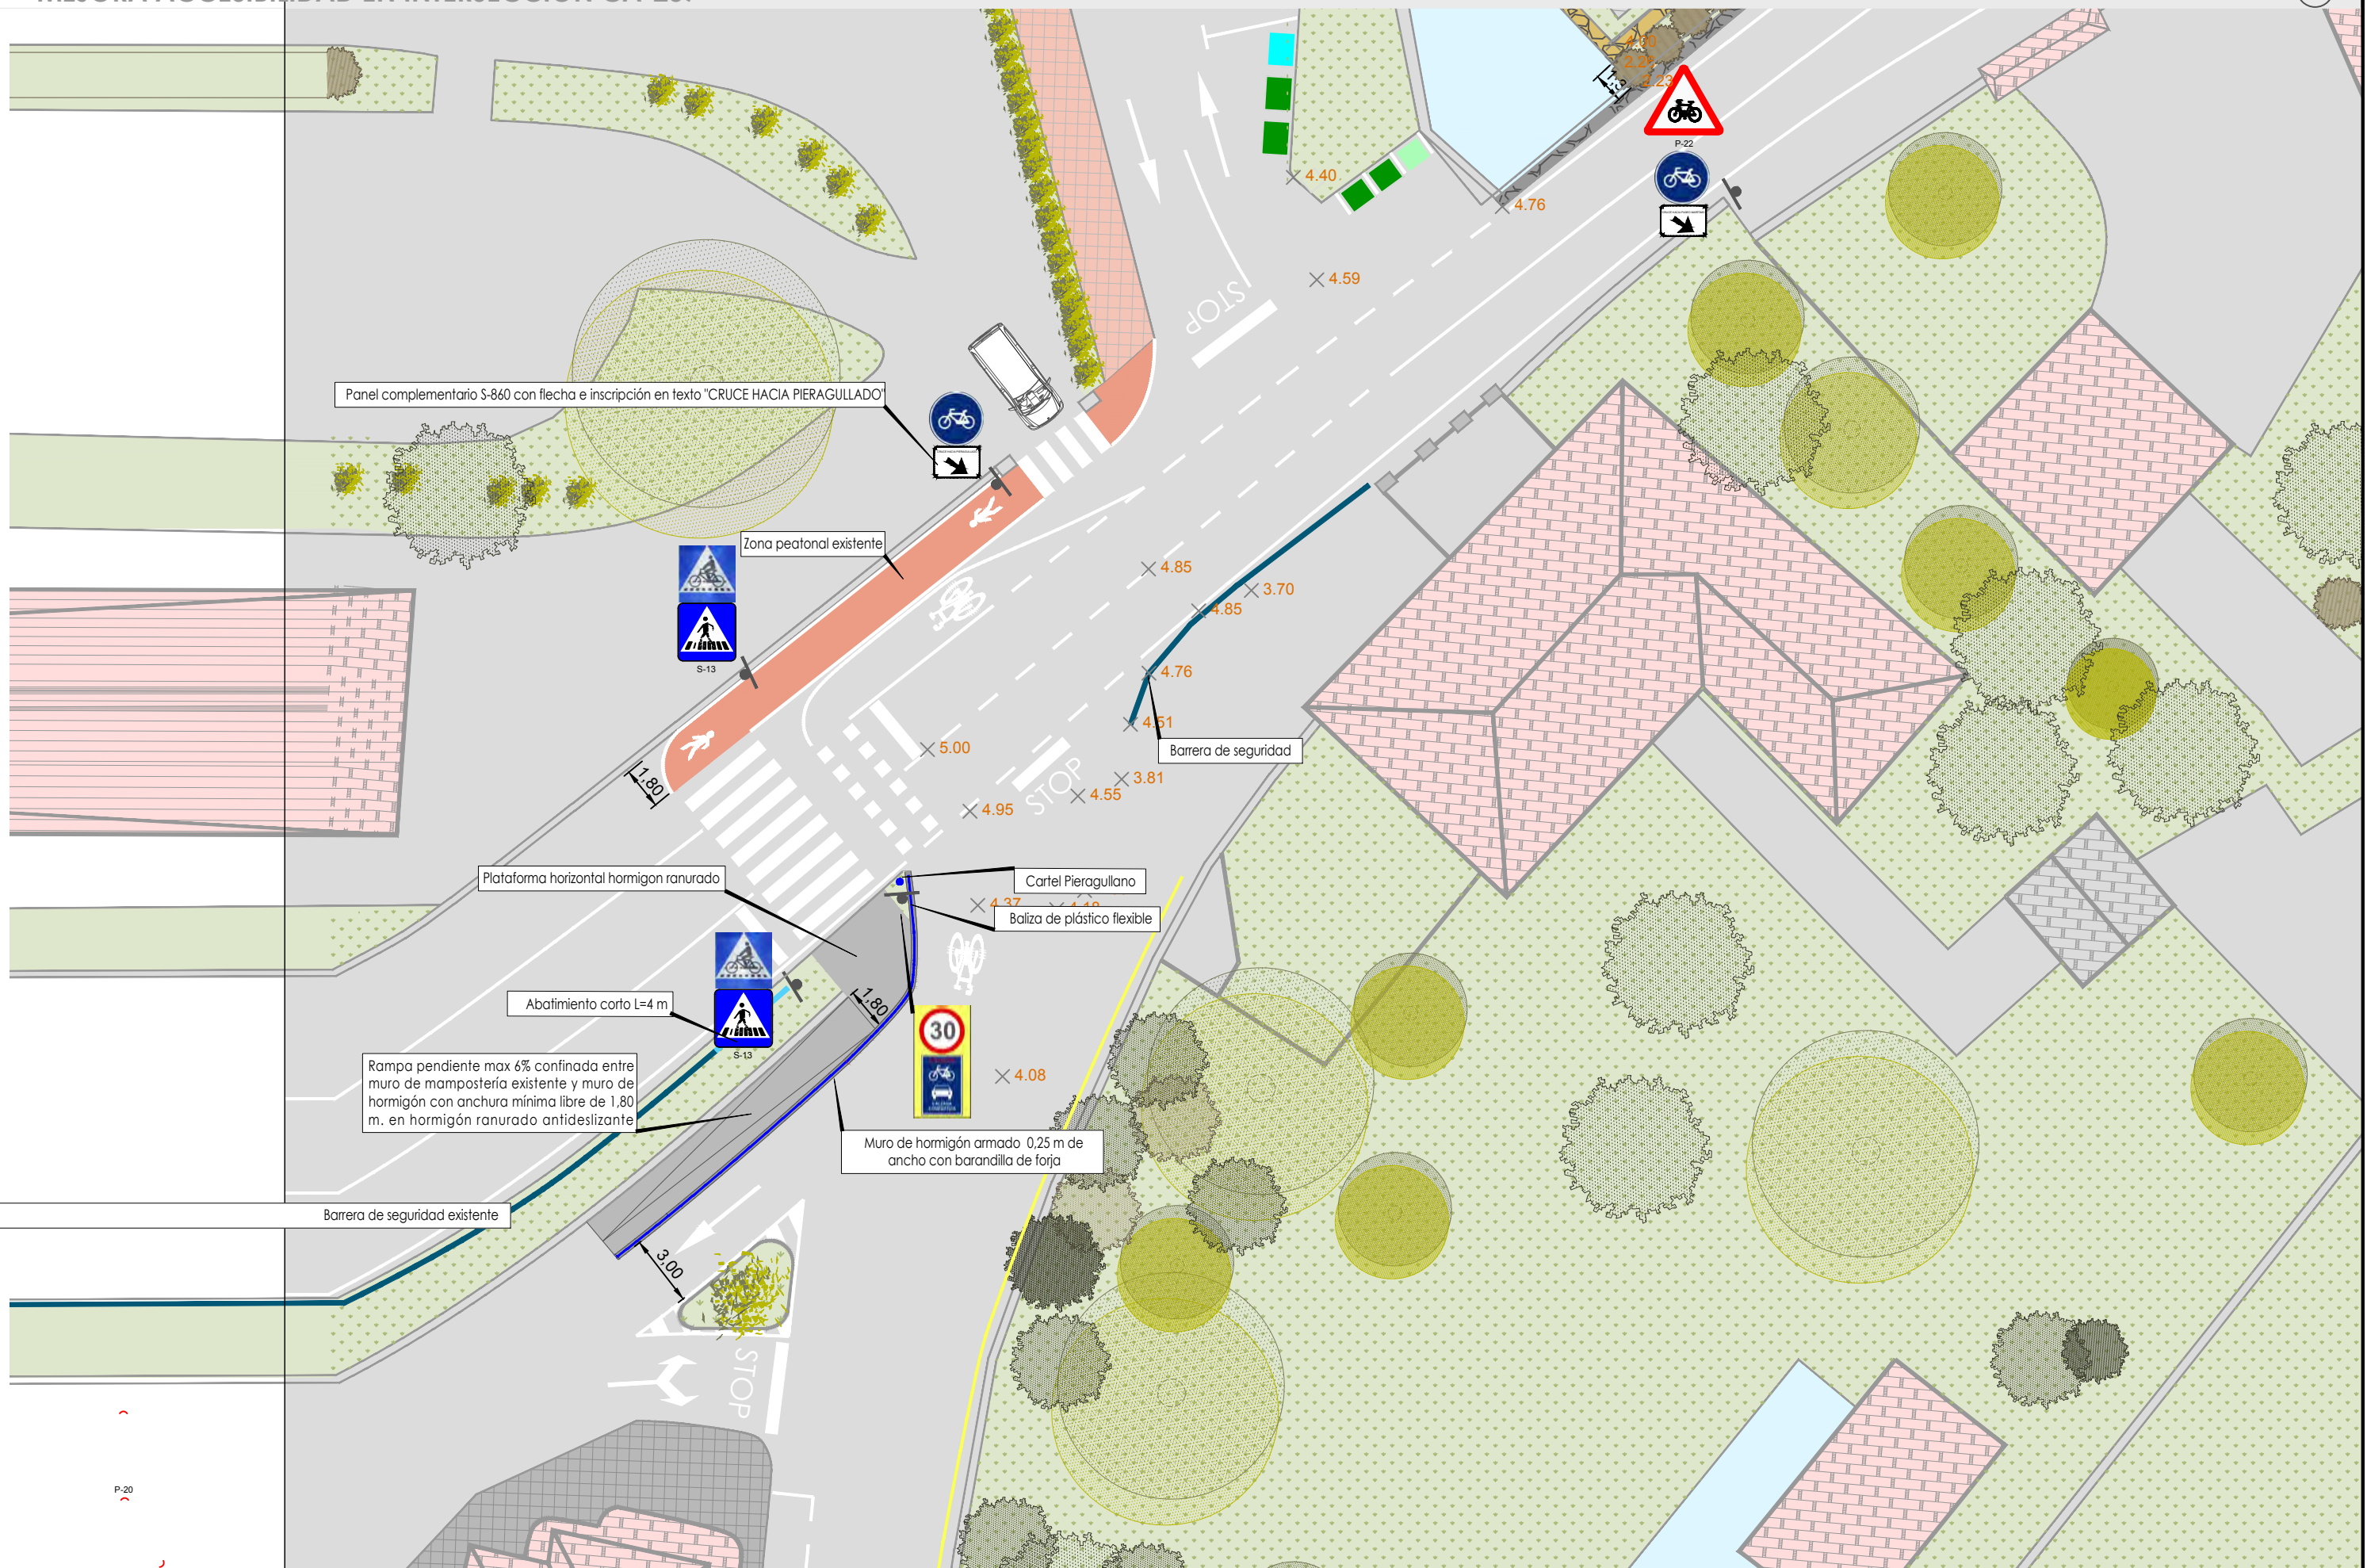 4.40
4.76
P-22
4.59
STOP
Panel complementario S-860 con flecha e inscripción en texto "CRUCE HACIA PIERAGULLADO"
Zona peatonal existente
S-13
4.85
3.70
4.85
4.76
4.51
5.00
Barrera de seguridad
1,80
STOP
3.81
4.55
4.95
Plataforma horizontal hormigon ranurado
Cartel Pieragullano
4.37
Baliza de plástico flexible
Abatimiento corto L=4 m
1,80
S-13
30
4.08
Rampa pendiente max 6% confinada entre
muro de mampostería existente y muro de
hormigón con anchura mínima libre de 1,80
m. en hormigón ranurado antideslizante
Muro de hormigón armado 0,25 m de
ancho con barandilla de forja
Barrera de seguridad existente
3,00
STOP
P-20